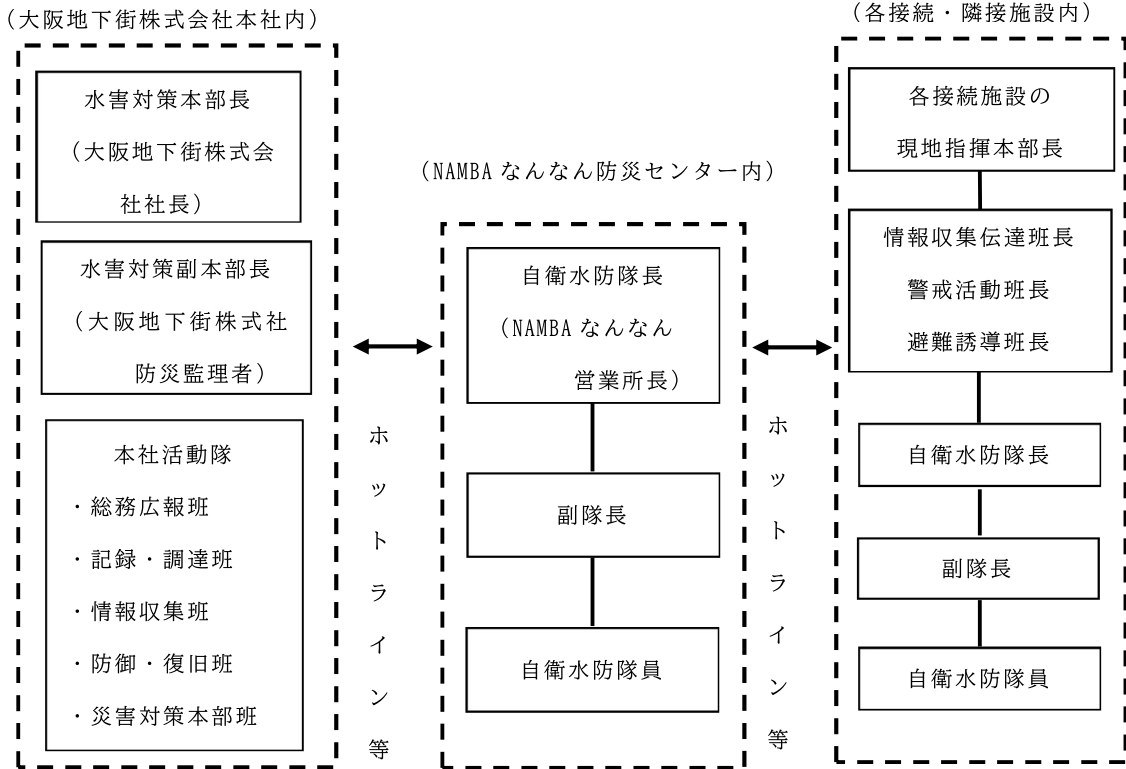 （大阪地下街株式会社本社内）
水害対策本部長
（大阪地下街株式会
社社長）
水害対策副本部長
（大阪地下街株式社
防災監理者）
本社活動隊
・総務広報班
・記録・調達班
・情報収集班
・防御・復旧班
・災害対策本部班
ホットライン等
（NAMBAなんなん防災センター内）
自衛水防隊長
（NAMBAなんなん
営業所長）
副隊長
自衛水防隊員
ホットライン等
（各接続・隣接施設内）
各接続施設の
現地指揮本部長
情報収集伝達班長
警戒活動班長
避難誘導班長
自衛水防隊長
副隊長
自衛水防隊員